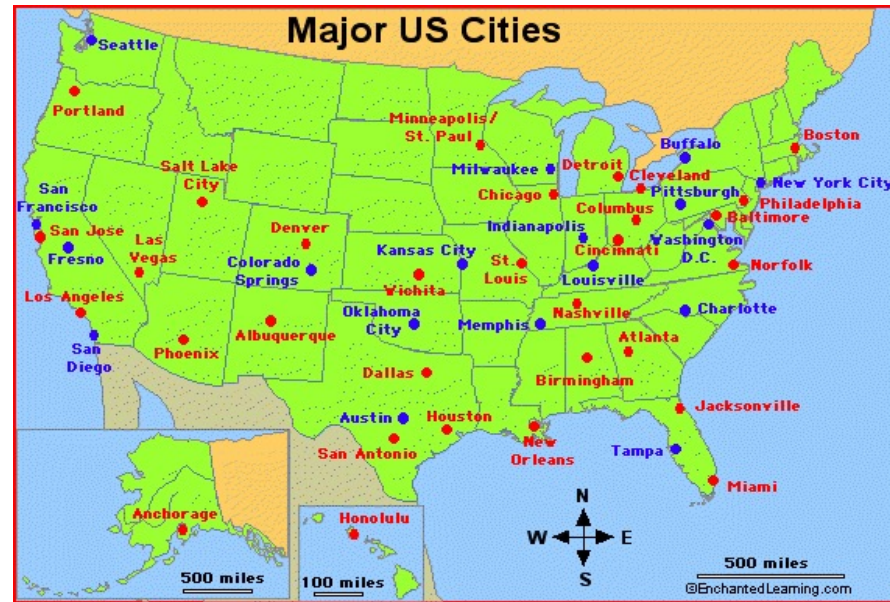 Major US Cities
Seattle
Portland
Minneapolis/
St. Paul
Boston
Buffalo
Salt Lake
City
Milwaukee
Detroit
Cleveland
New York City
San
Francisco
Chicago
Pittsburgh
Philadelphia
Columbus
Baltimore
San Jose
Las
Vegas
Denver
Indianapolis
Washington
D.C.
Fresno
Colorado
Springs
Kansas City
St.
Louis
Cincinnati
Norfolk
Wichita
Louisville
Los Angeles
Oklahoma
City
Memphis
Nashville
Charlotte
San
Diego
Phoenix
Albuquerque
Atlanta
Dallas
Birmingham
Austin
Houston
Jacksonville
San Antonio
New
Orleans
Tampa
Miami
Anchorage
500 miles
Honolulu
100 miles
N
W
E
S
500 miles
©EnchantedLearning.com